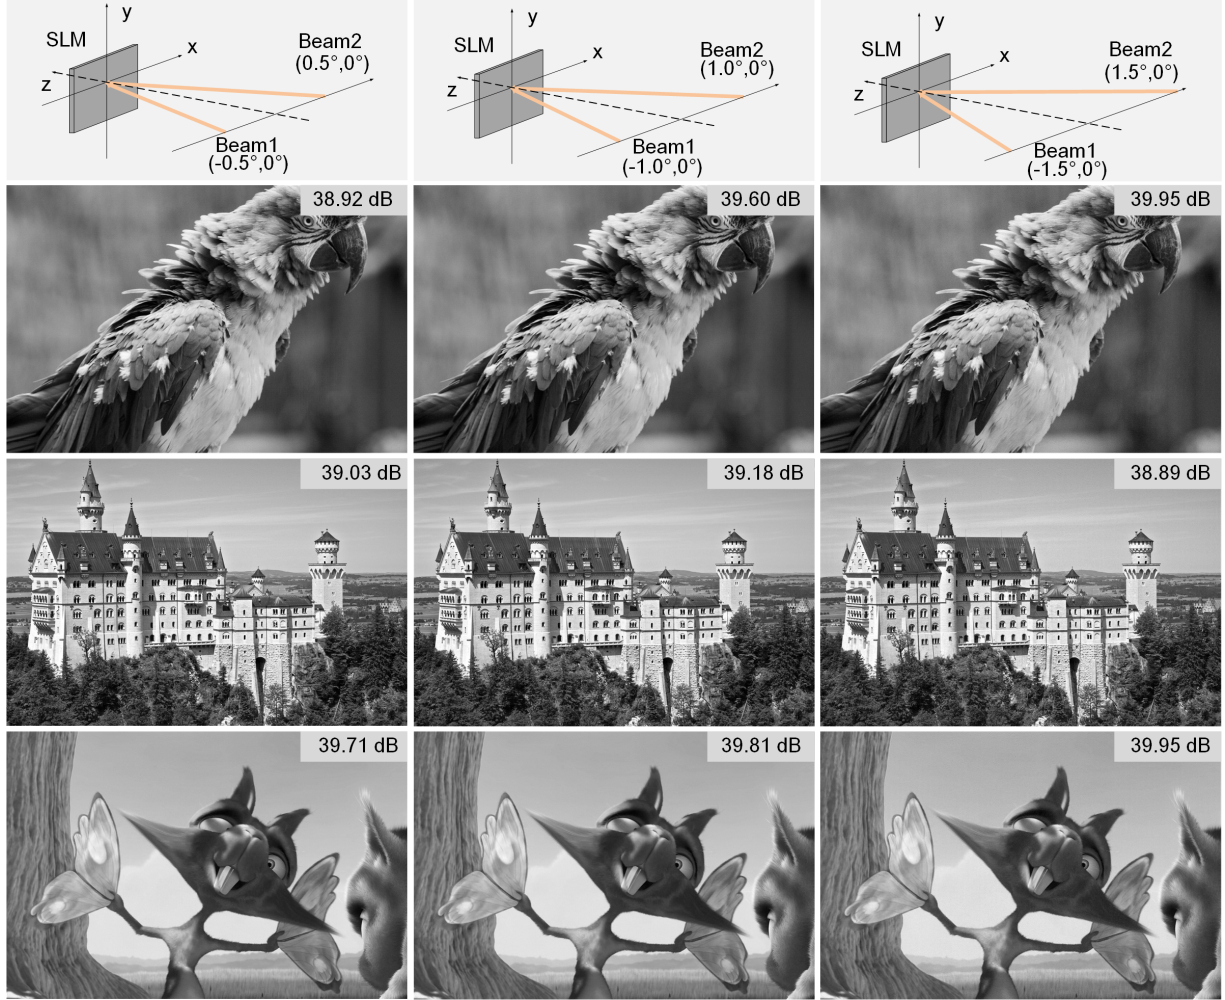 y
SLM
x
z
Beam2
(0.5°,0°)
Beam1
(-0.5°,0°)
y
SLM
x
z
Beam2
(1.0°,0°)
Beam1
(-1.0°,0°)
y
SLM
x
z
Beam2
(1.5°,0°)
Beam1
(-1.5°,0°)
38.92 dB
39.60 dB
39.95 dB
39.03 dB
39.18 dB
38.89 dB
39.71 dB
39.81 dB
39.95 dB